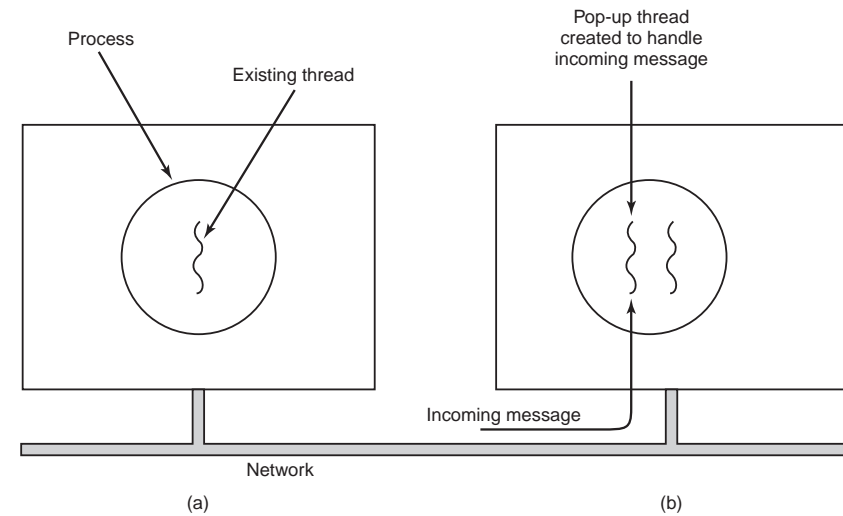 Process
Existing thread
Pop-up thread
created to handle
incoming message
Incoming message
Network
(a)
(b)